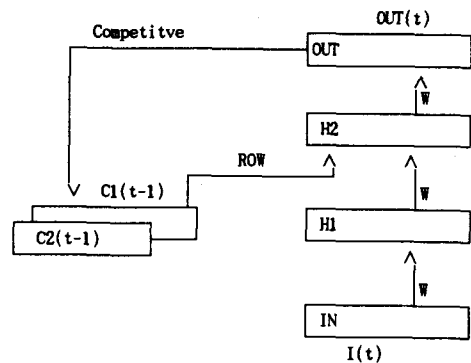 OUT(t)
Competitve
OUT
W
H2
ROW
C1(t-1)
W
C2(t-1)
H1
W
IN
I(t)